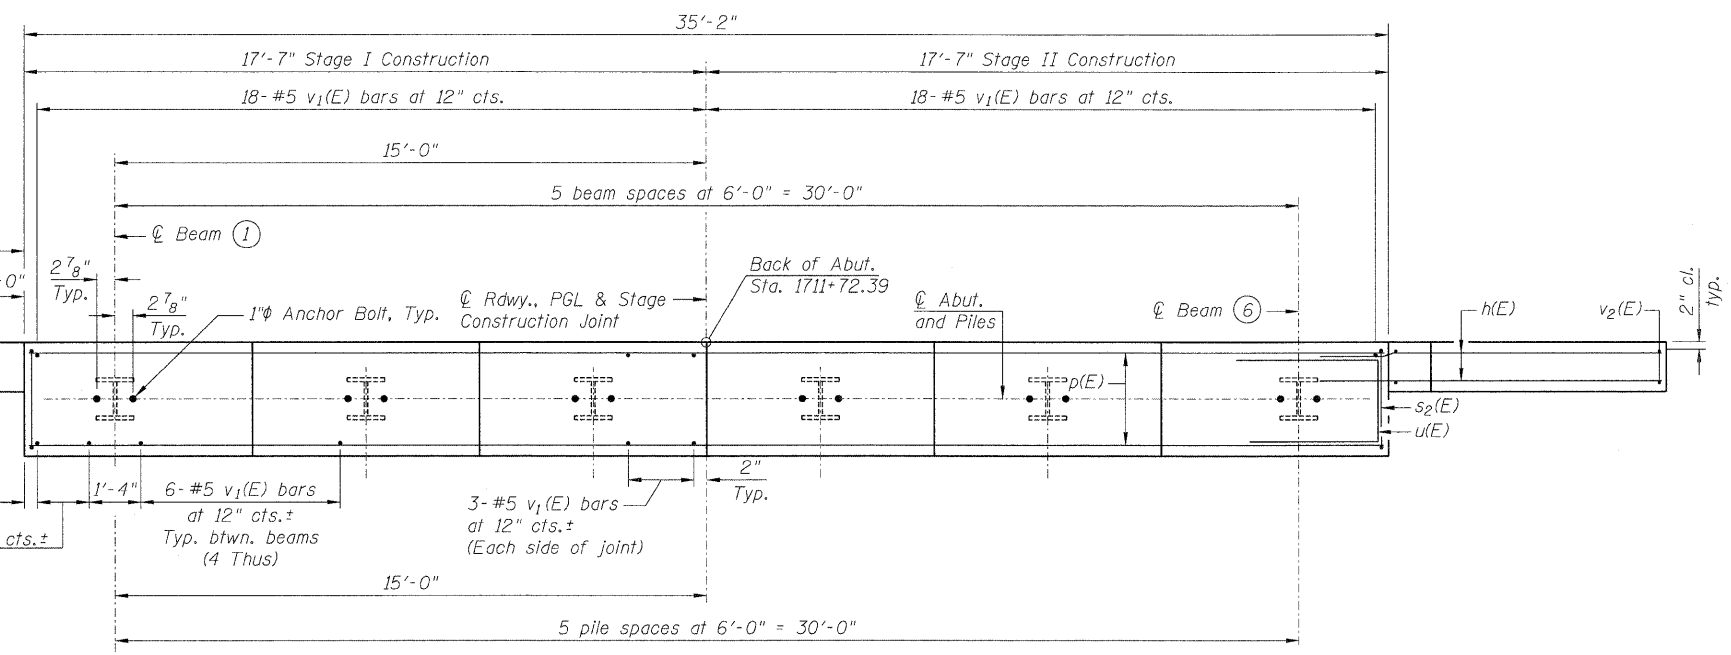 35'-2"
17'-7" Stage I Construction
17'-7" Stage II Construction
18-#5 v1(E) bars at 12" cts.
18-#5 v1(E) bars at 12" cts.
15'-0"
5 beam spaces at 6'-0" = 30'-0"
℄ Beam 1
-0"
2 7/8"
Typ.
2 7/8"
Typ.
1"Φ Anchor Bolt, Typ.
℄ Rdwy., PGL & Stage
Construction Joint
Back of Abut.
Sta. 1711+72.39
℄ Abut.
and Piles
℄ Beam 6
h(E)
v2(E)
2" cl.
typ.
p(E)
s2(E)
u(E)
1'-4"
6-#5 v1(E) bars
at 12" cts.±
Typ. btwn. beams
(4 Thus)
cts.±
3-#5 v1(E) bars
at 12" cts.±
(Each side of joint)
2"
Typ.
15'-0"
5 pile spaces at 6'-0" = 30'-0"